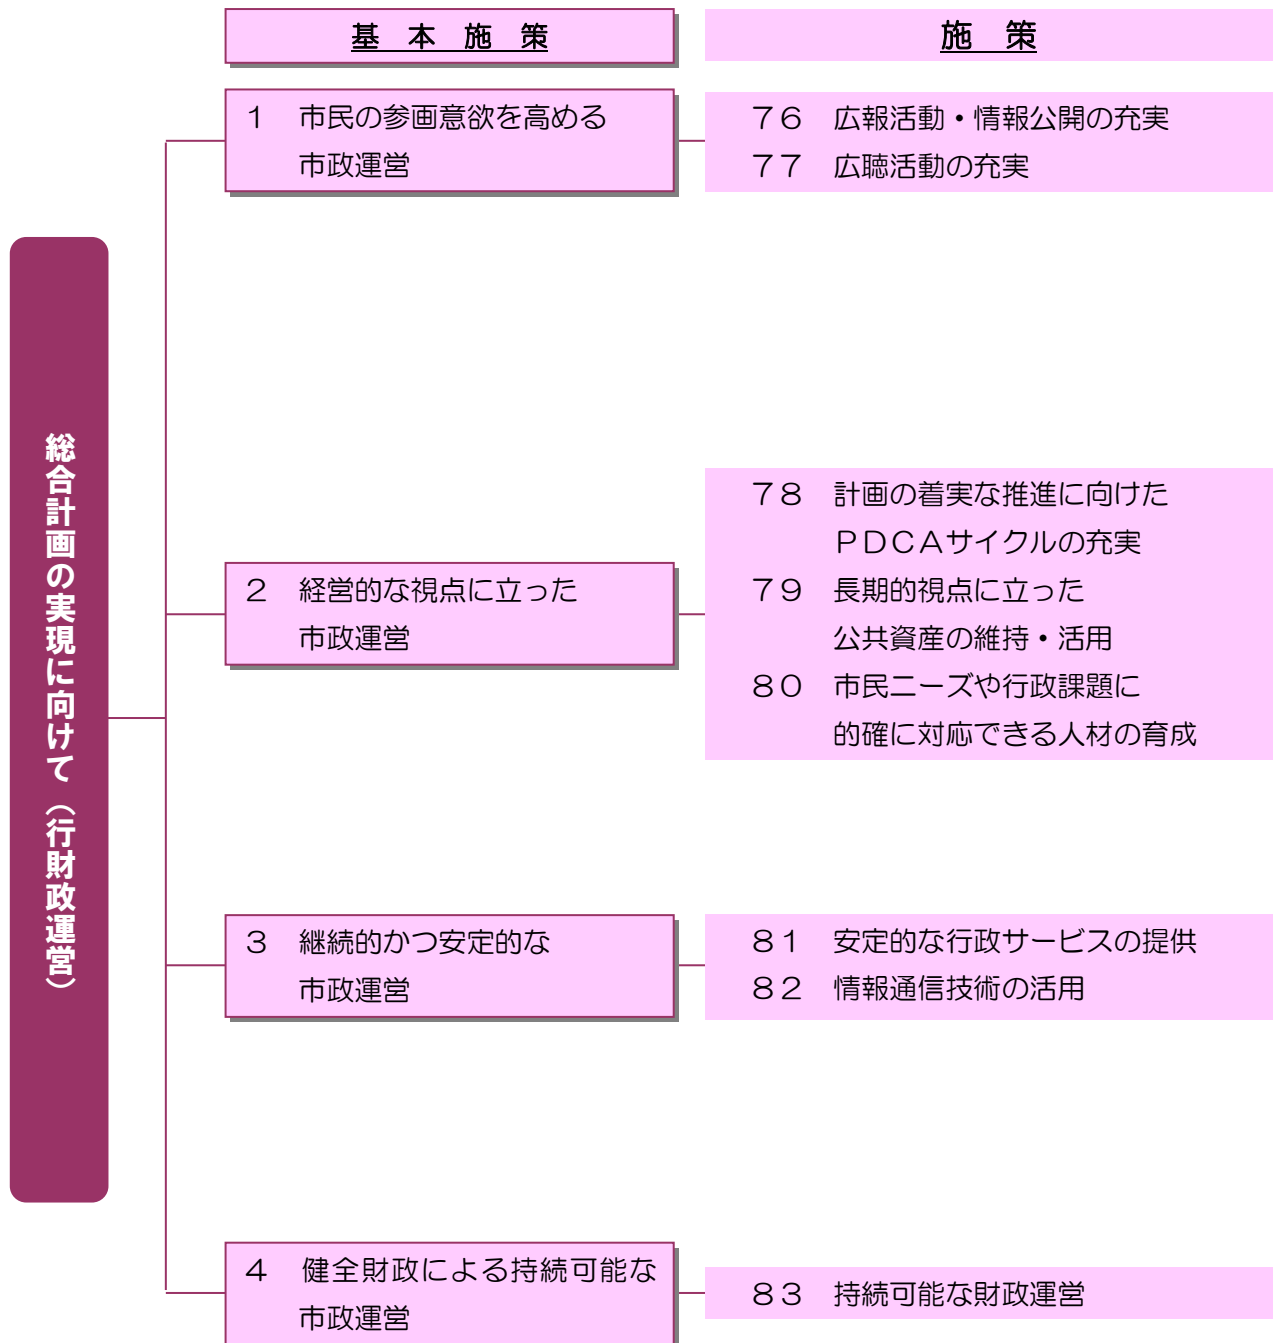 基 本 施 策
施 策
総合計画の実現に向けて(行財政運営)
1 市民の参画意欲を高める
市政運営
76 広報活動・情報公開の充実
77 広聴活動の充実
2 経営的な視点に立った
市政運営
78 計画の着実な推進に向けた
PDCAサイクルの充実
79 長期的視点に立った
公共資産の維持・活用
80 市民ニーズや行政課題に
的確に対応できる人材の育成
3 継続的かつ安定的な
市政運営
81 安定的な行政サービスの提供
82 情報通信技術の活用
4 健全財政による持続可能な
市政運営
83 持続可能な財政運営